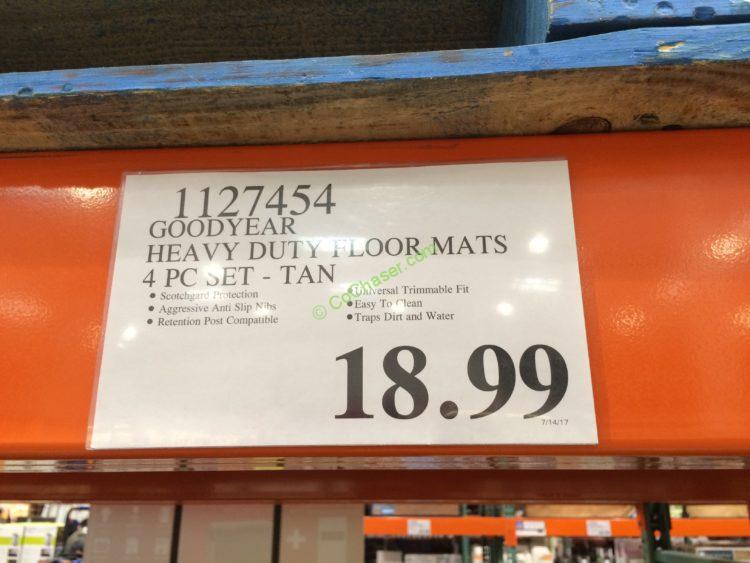 1127454
GOODYEAR
HEAVY DUTY FLOOR MATS
4 PC SET - TAN
• Scotchgard Protection
• Aggressive Anti Slip Nibs
• Retention Post Compatible
• Universal Trimmable Fit
• Easy To Clean
• Traps Dirt and Water
18.99
7/14/17
© CoChaser.com